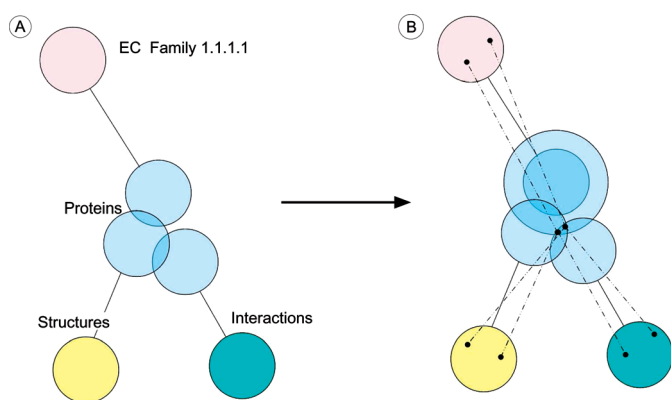 A
EC Family 1.1.1.1
B
Proteins
Structures
Interactions